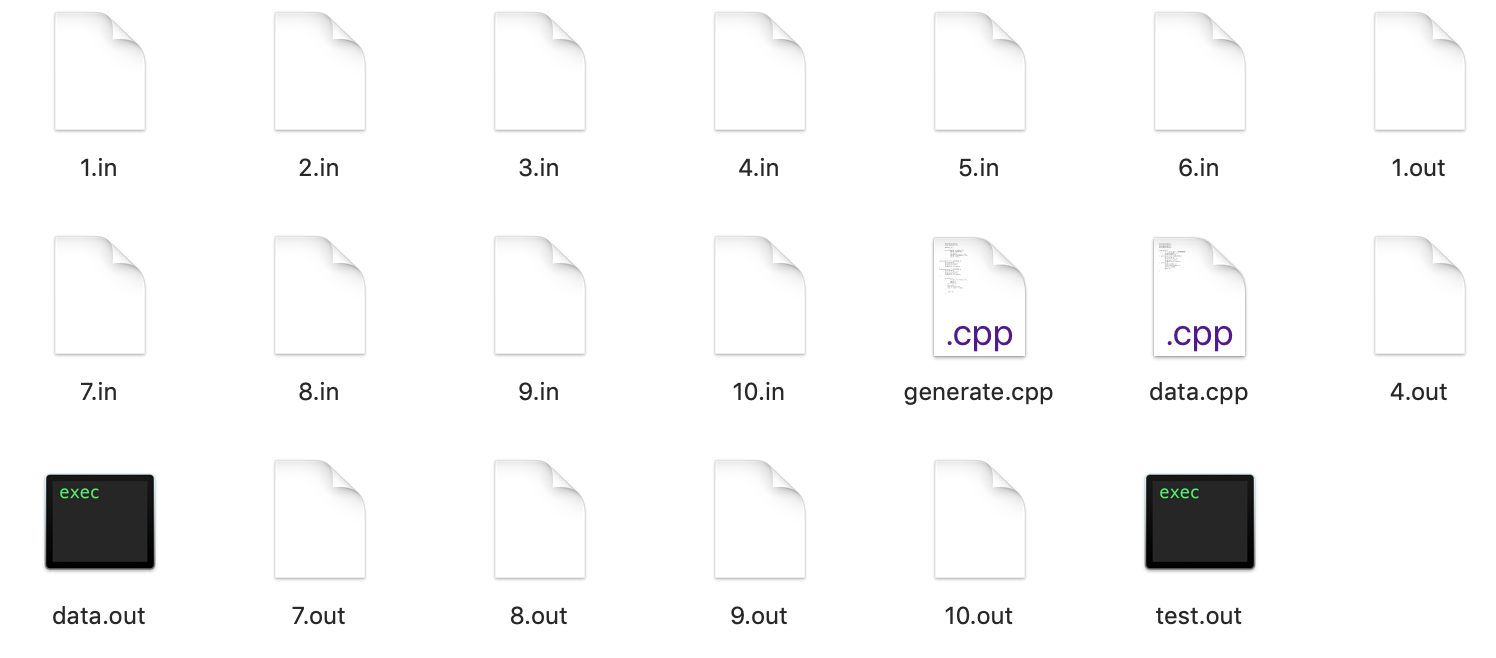 1.in
2.in
3.in
4.in
5.in
6.in
1.out
7.in
8.in
9.in
10.in
.cpp
generate.cpp
.cpp
data.cpp
4.out
exec
data.out
7.out
8.out
9.out
10.out
exec
test.out